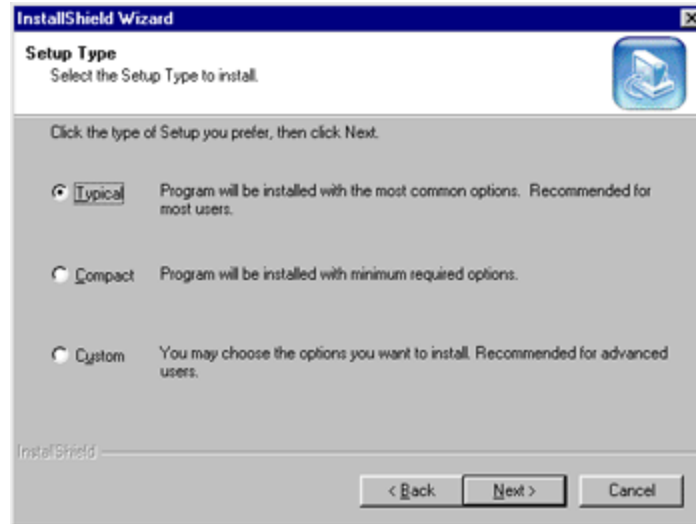 InstallShield Wizard
Setup Type
Select the Setup Type to install.
Click the type of Setup you prefer, then click Next.
Typical
Program will be installed with the most common options. Recommended for
most users.
Compact
Program will be installed with minimum required options.
Custom
You may choose the options you want to install. Recommended for advanced
users.
InstallShield
< Back
Next >
Cancel